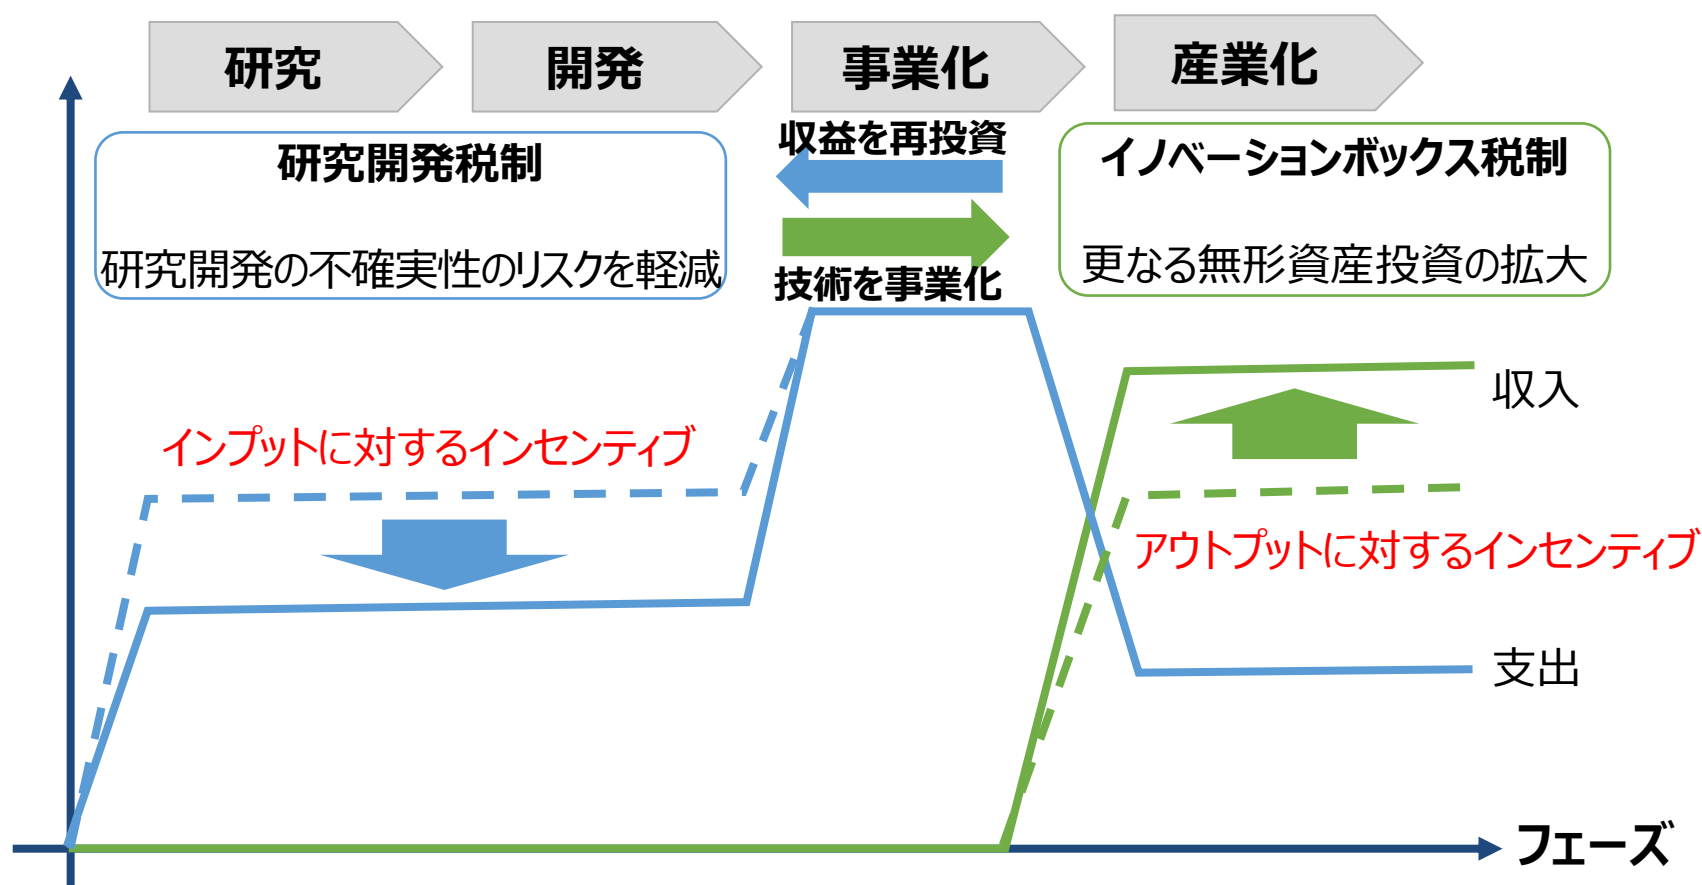 研究
開発
事業化
産業化
研究開発税制
研究開発の不確実性のリスクを軽減
収益を再投資
技術を事業化
イノベーションボックス税制
更なる無形資産投資の拡大
インプットに対するインセンティブ
収入
アウトプットに対するインセンティブ
支出
フェーズ